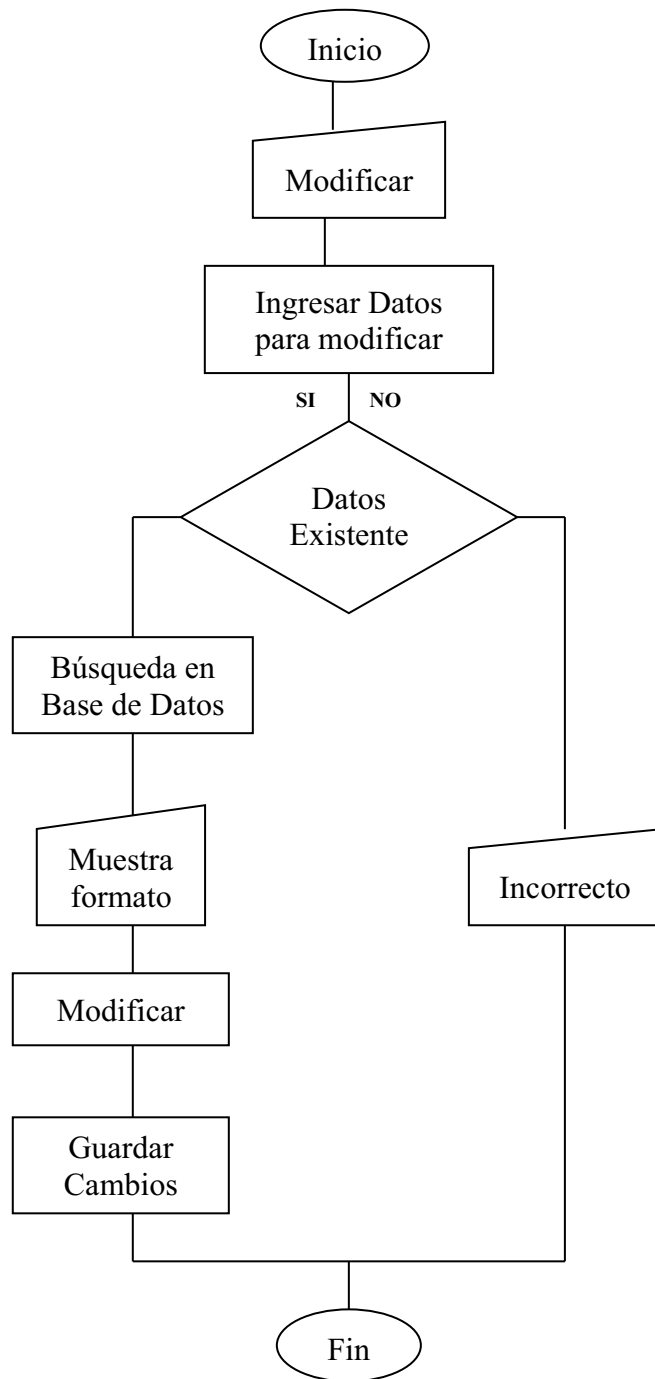 Inicio
Modificar
Ingresar Datos
para modificar
SI NO
Datos
Existente
Búsqueda en
Base de Datos
Muestra
formato
Incorrecto
Modificar
Guardar
Cambios
Fin